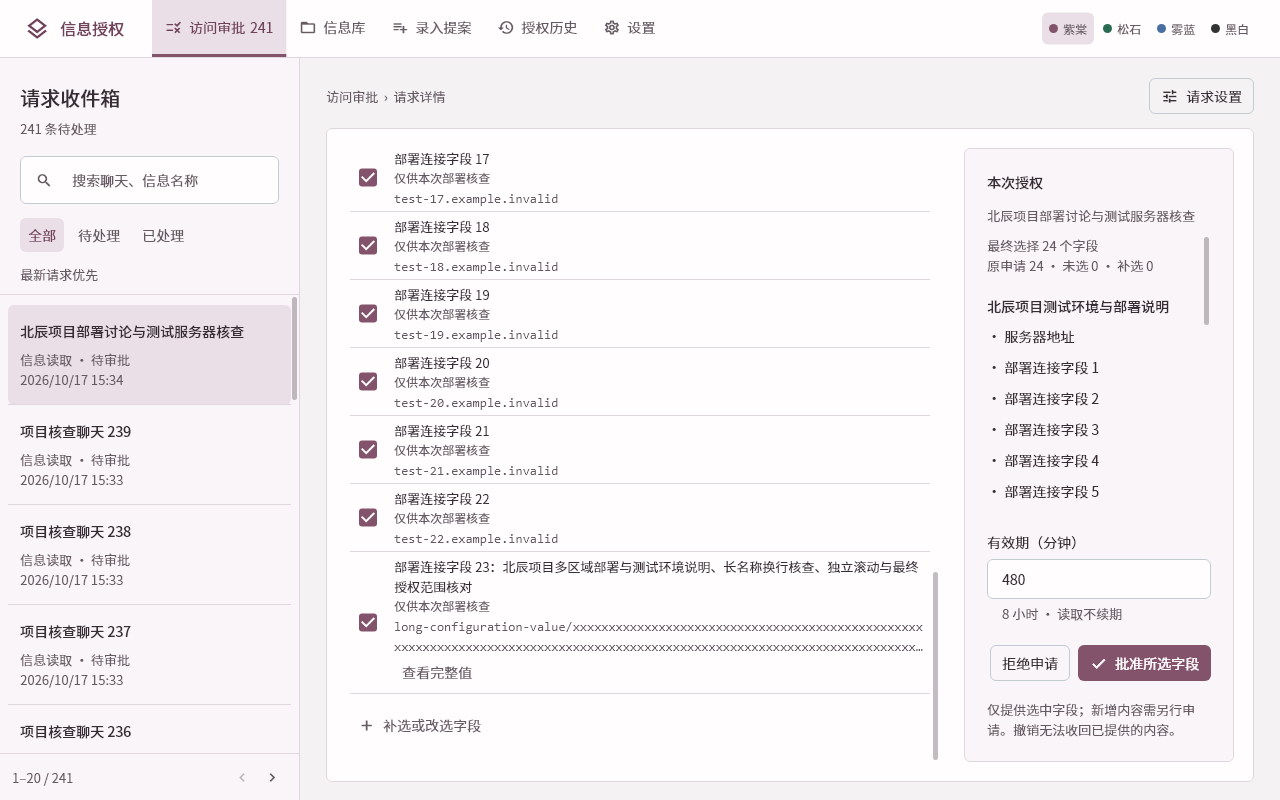 信息授权
访问审批 241
信息库
录入提案
授权历史
设置
紫棠
松石
雾蓝
黑白
请求收件箱
241 条待处理
搜索聊天、信息名称
全部
待处理
已处理
最新请求优先
北辰项目部署讨论与测试服务器核查
信息读取 · 待审批
2026/10/17 15:34
项目核查聊天 239
信息读取 · 待审批
2026/10/17 15:33
项目核查聊天 238
信息读取 · 待审批
2026/10/17 15:33
项目核查聊天 237
信息读取 · 待审批
2026/10/17 15:33
项目核查聊天 236
1–20 / 241
访问审批 › 请求详情
请求设置
部署连接字段 17
仅供本次部署核查
test-17.example.invalid
部署连接字段 18
仅供本次部署核查
test-18.example.invalid
部署连接字段 19
仅供本次部署核查
test-19.example.invalid
部署连接字段 20
仅供本次部署核查
test-20.example.invalid
部署连接字段 21
仅供本次部署核查
test-21.example.invalid
部署连接字段 22
仅供本次部署核查
test-22.example.invalid
部署连接字段 23：北辰项目多区域部署与测试环境说明、长名称换行核查、独立滚动与最终
授权范围核对
仅供本次部署核查
long-configuration-value/xxxxxxxxxxxxxxxxxxxxxxxxxxxxxxxxxxxxxxxxxxxxxxxxx
xxxxxxxxxxxxxxxxxxxxxxxxxxxxxxxxxxxxxxxxxxxxxxxxxxxxxxxxxxxxxxxxxxxxxxxxx…
查看完整值
补选或改选字段
本次授权
北辰项目部署讨论与测试服务器核查
最终选择 24 个字段
原申请 24 · 未选 0 · 补选 0
北辰项目测试环境与部署说明
· 服务器地址
· 部署连接字段 1
· 部署连接字段 2
· 部署连接字段 3
· 部署连接字段 4
· 部署连接字段 5
有效期（分钟）
480
8 小时 · 读取不续期
拒绝申请
批准所选字段
仅提供选中字段；新增内容需另行申
请。撤销无法收回已提供的内容。